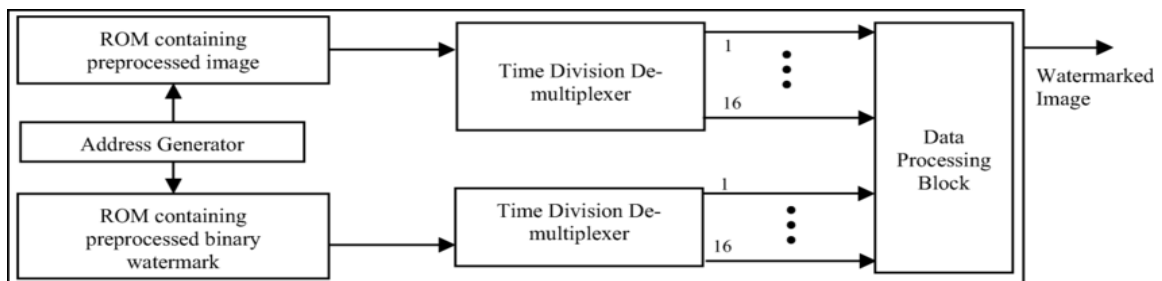 ROM containing
preprocessed image
Address Generator
ROM containing
preprocessed binary
watermark
Time Division De-
multiplexer
1
16
Time Division De-
multiplexer
1
16
Data
Processing
Block
Watermarked
Image